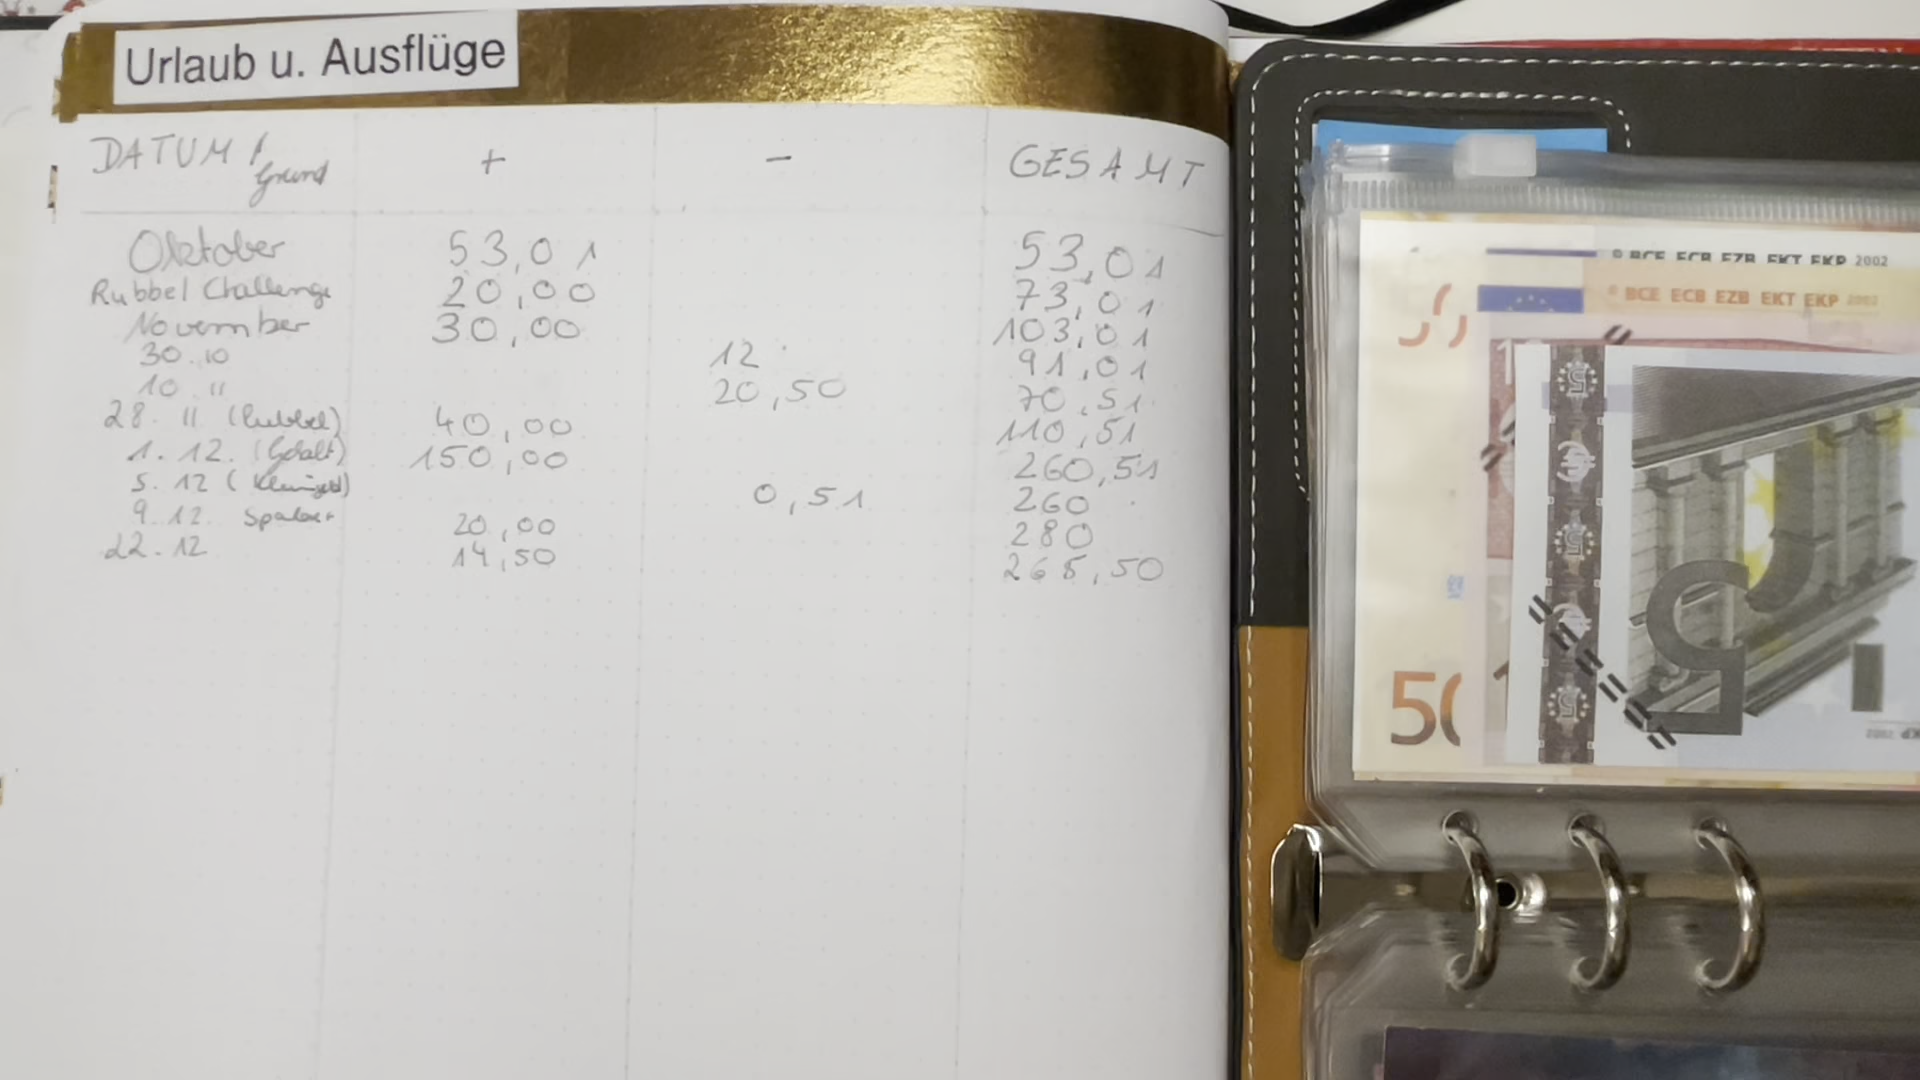 Urlaub u. Ausflüge
DATUM / Grund + - GESAMT
Oktober 53,01 53,01
Rubbel Challenge 20,00 73,01
November 30,00 103,01
30.10 12 91,01
10.11 20,50 70,51
28.11 (Rubbel) 40,00 110,51
1.12. (Gehalt) 150,00 260,51
5.12 (Kleingeld) 0,51 260
9.12. 20,00 280
22.12 14,50 265,50
© BCE ECB EZB EKT EKP 2002
© BCE ECB EZB EKT EKP 2002
50
5